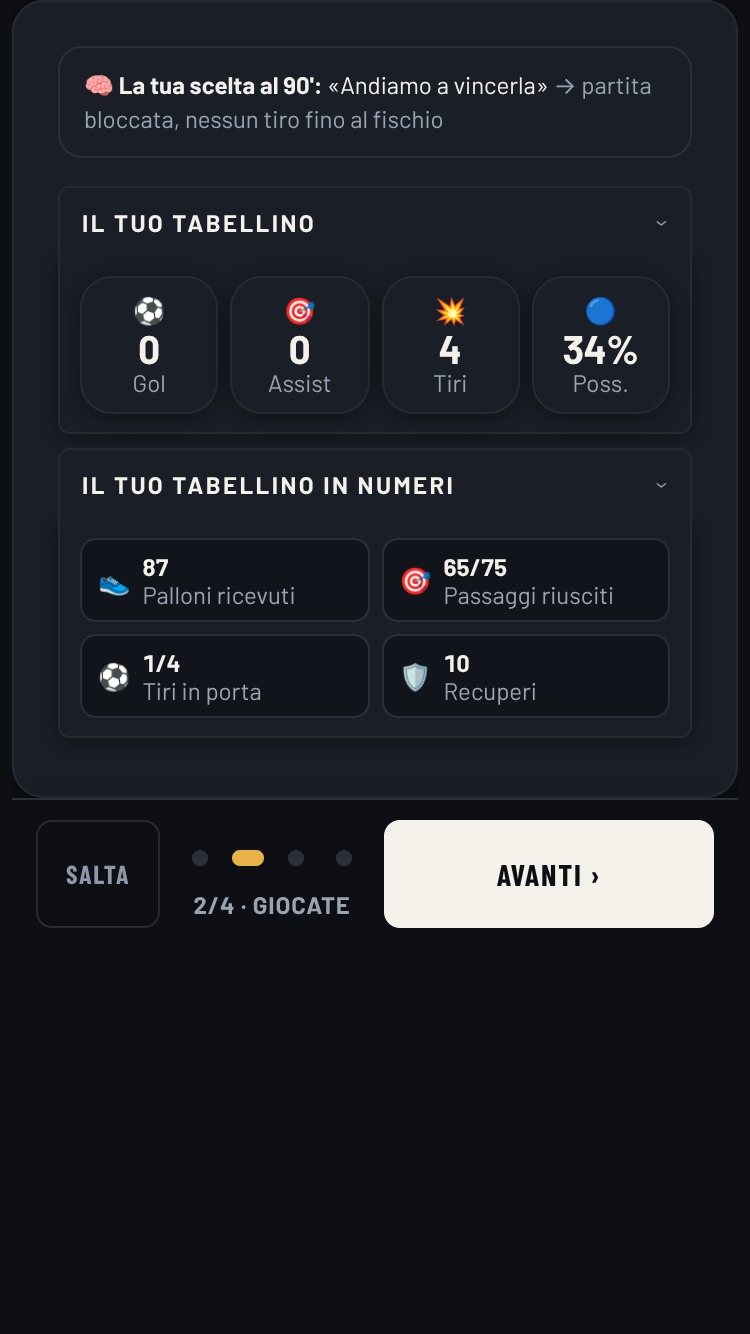 🧠 La tua scelta al 90': «Andiamo a vincerla» → partita
bloccata, nessun tiro fino al fischio
IL TUO TABELLINO
0
Gol
0
Assist
4
Tiri
34%
Poss.
IL TUO TABELLINO IN NUMERI
87
Palloni ricevuti
65/75
Passaggi riusciti
1/4
Tiri in porta
10
Recuperi
SALTA
2/4 · GIOCATE
AVANTI ›